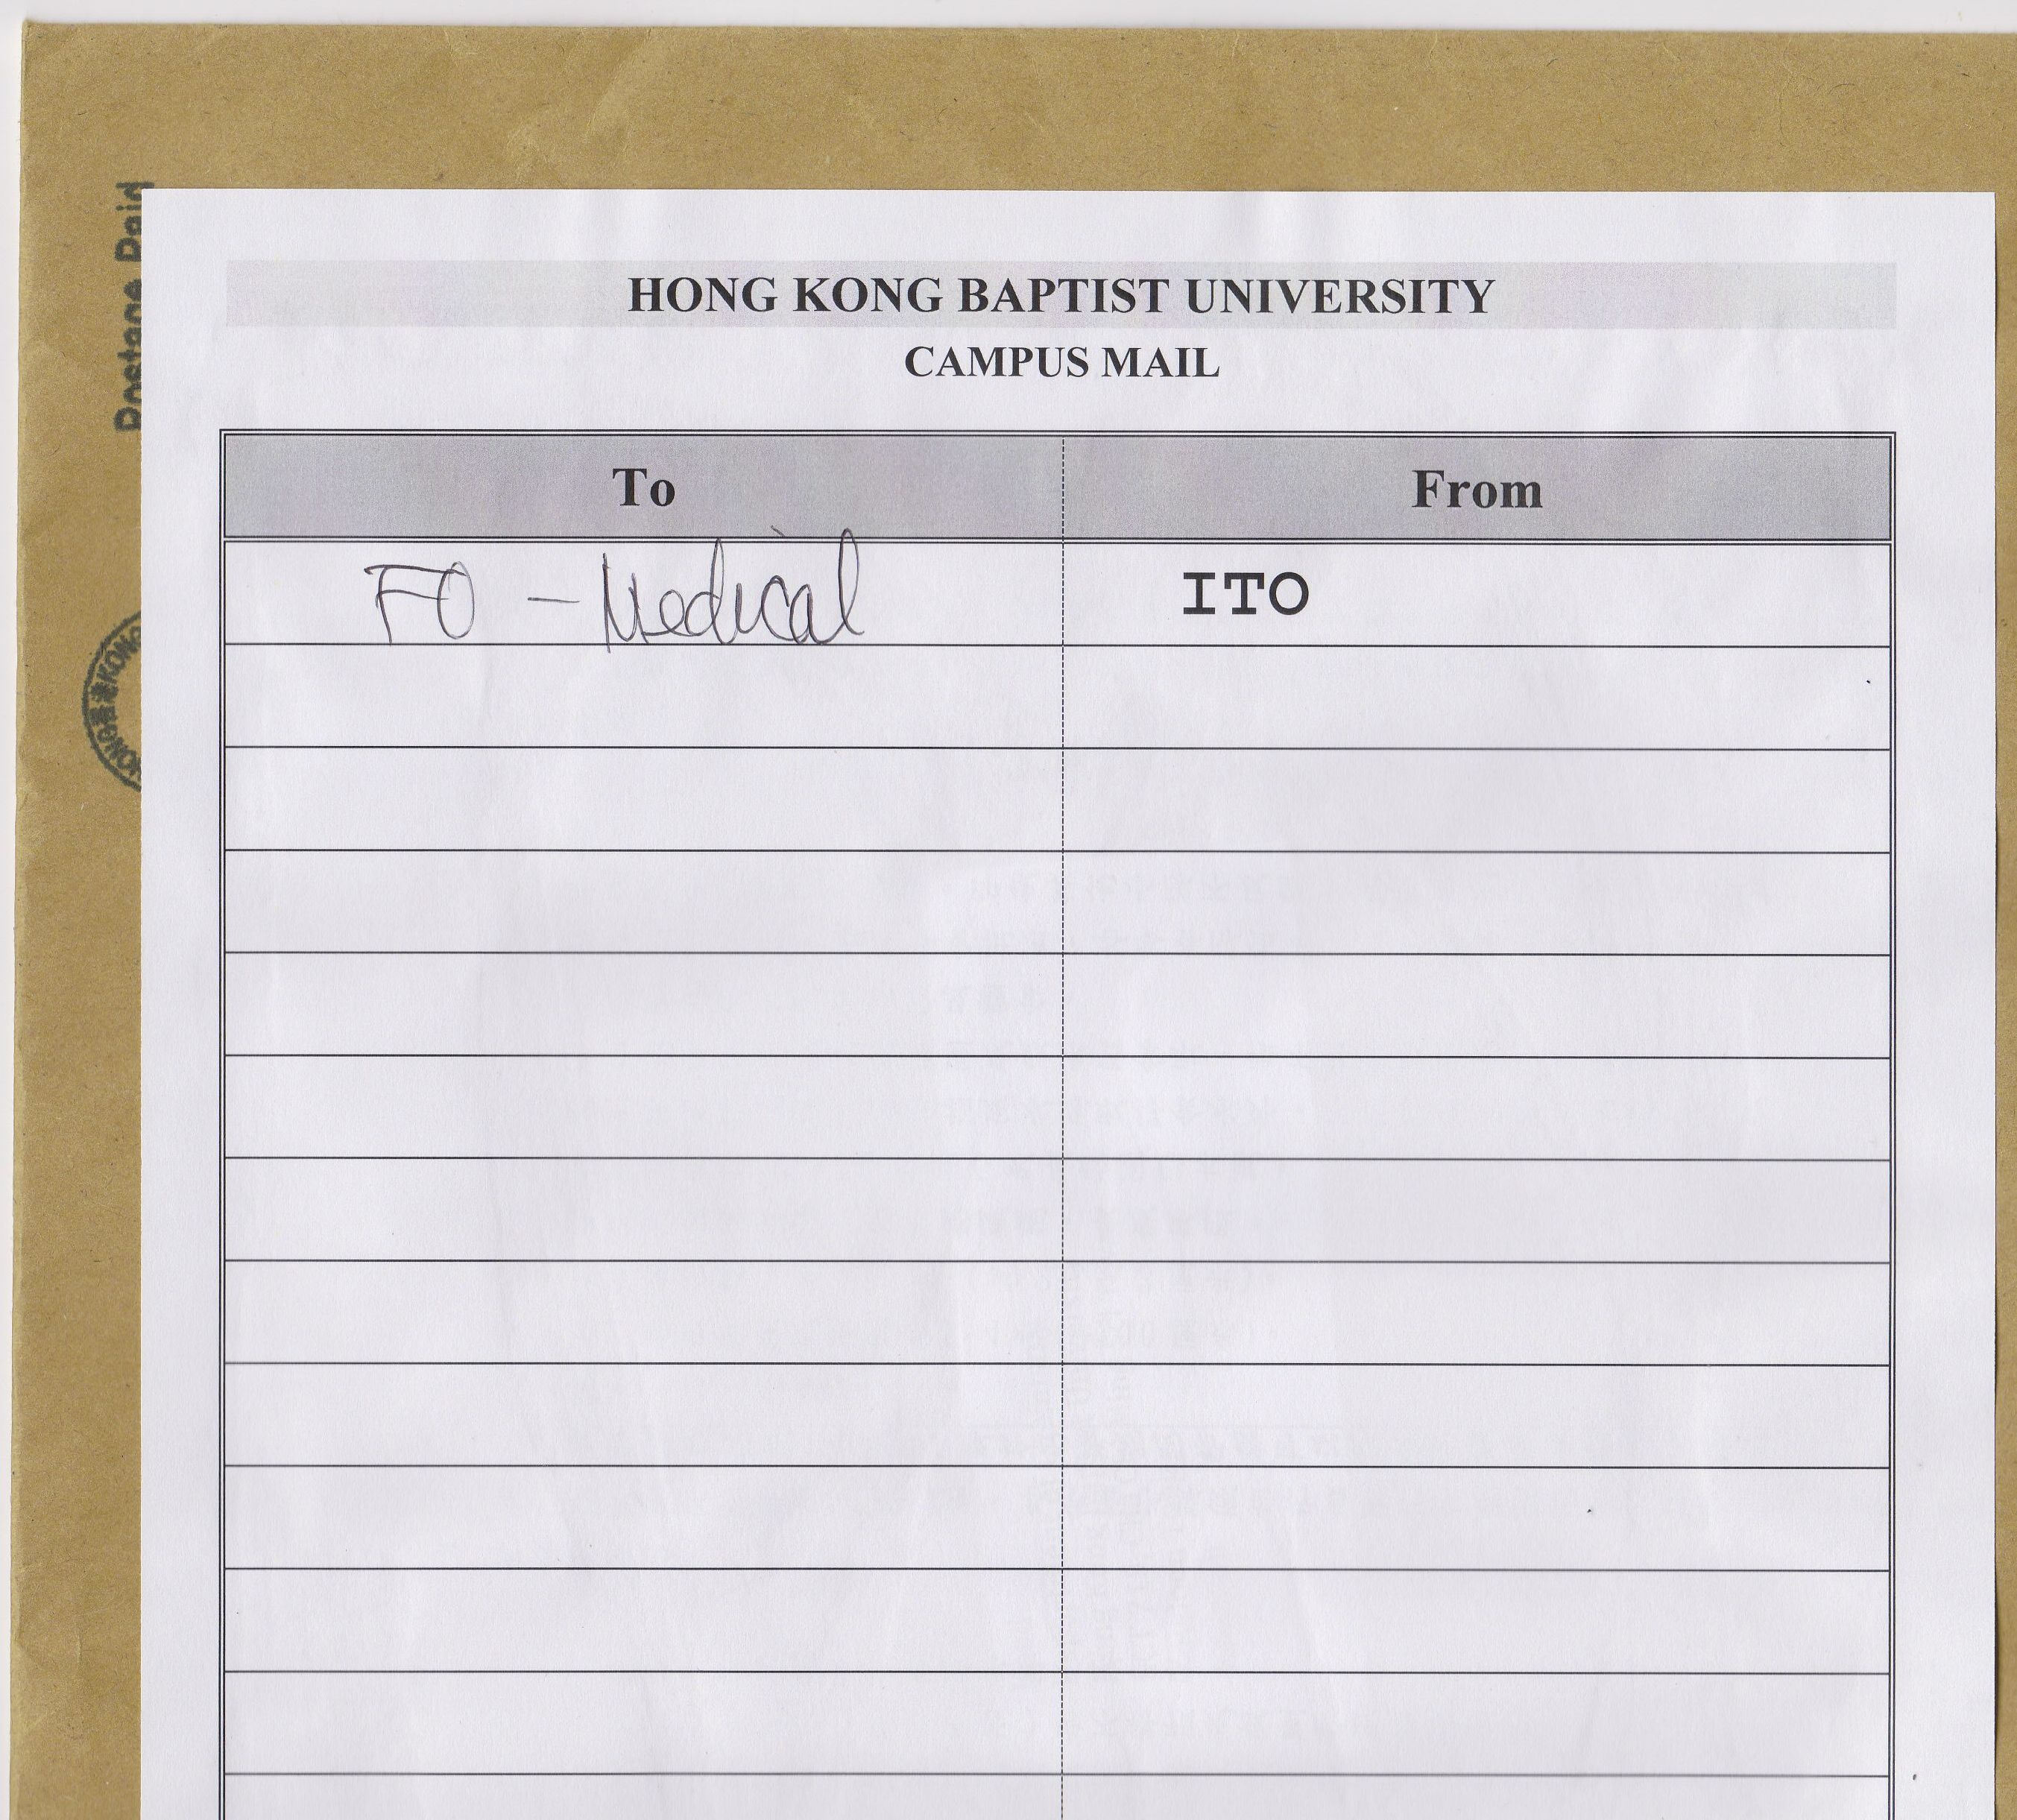 HONG KONG BAPTIST UNIVERSITY
CAMPUS MAIL
To From
FO - Medical ITO
Postage Paid